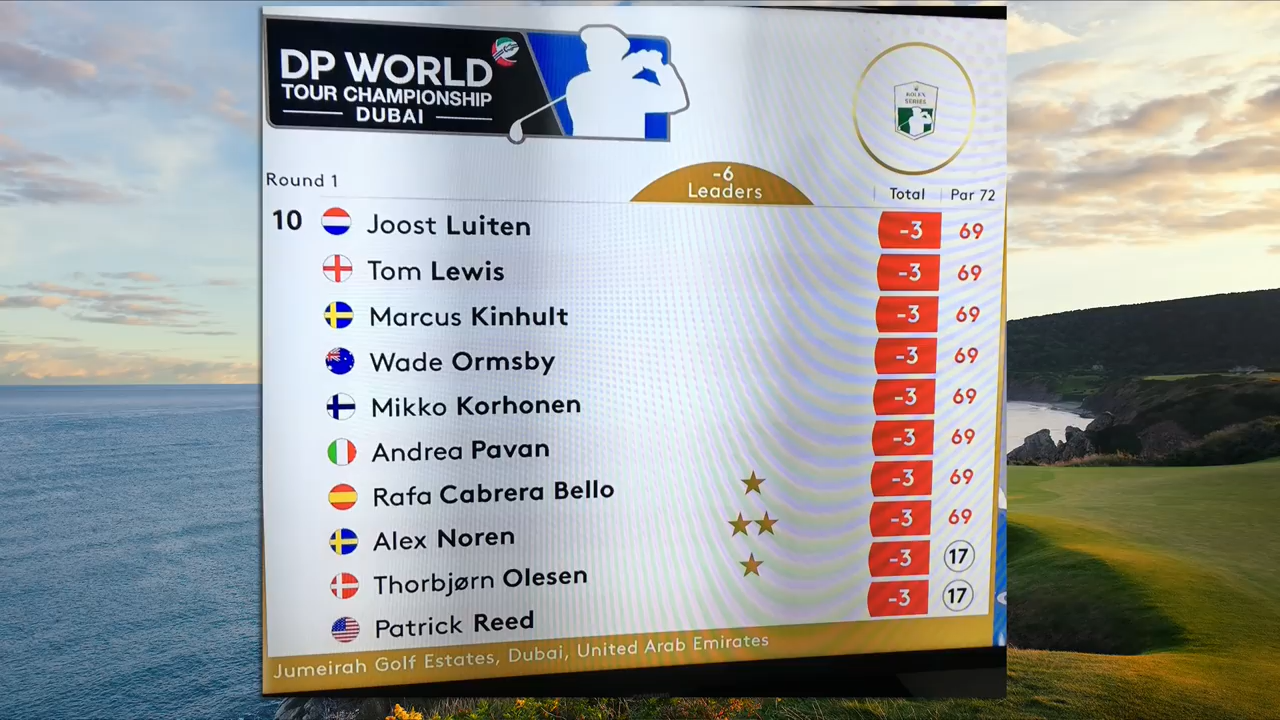 DP WORLD
TOUR CHAMPIONSHIP
DUBAI
ROLEX
SERIES
Round 1
-6
Leaders
Total Par 72
10 Joost Luiten -3 69
Tom Lewis -3 69
Marcus Kinhult -3 69
Wade Ormsby -3 69
Mikko Korhonen -3 69
Andrea Pavan -3 69
Rafa Cabrera Bello -3 69
Alex Noren -3 69
Thorbjørn Olesen -3 17
Patrick Reed -3 17
Jumeirah Golf Estates, Dubai, United Arab Emirates